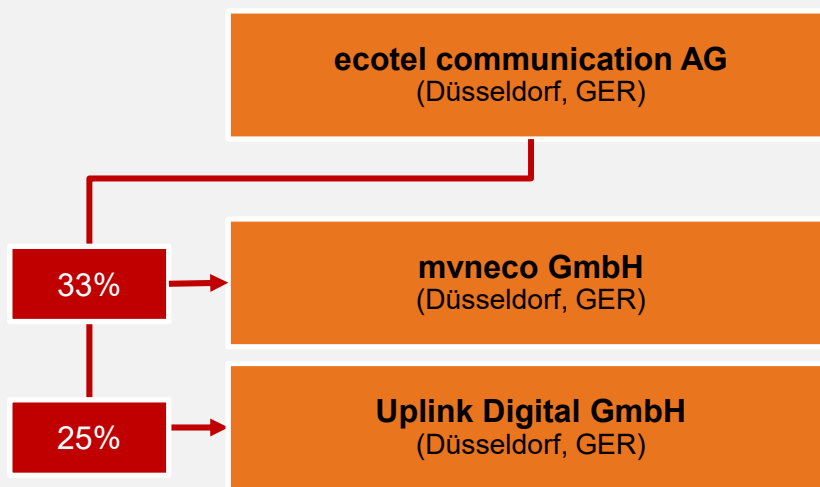 ecotel communication AG
(Düsseldorf, GER)
33%
mvneco GmbH
(Düsseldorf, GER)
25%
Uplink Digital GmbH
(Düsseldorf, GER)